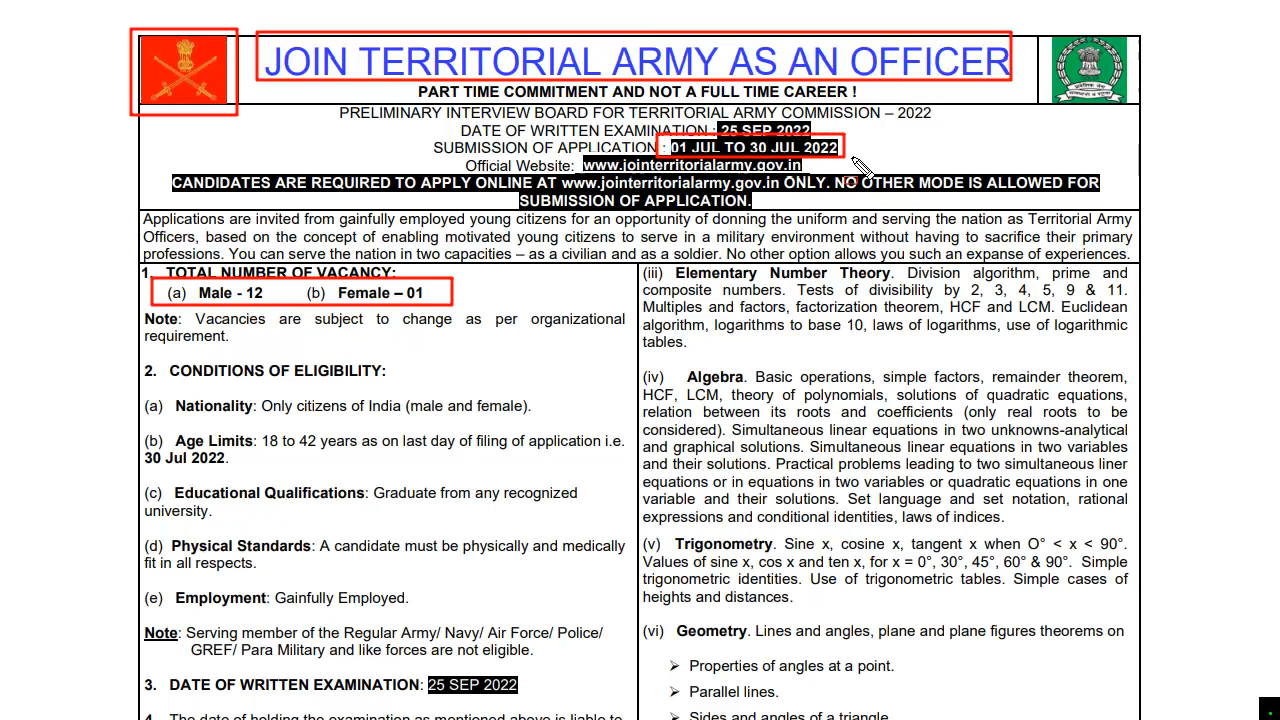 JOIN TERRITORIAL ARMY AS AN OFFICER
PART TIME COMMITMENT AND NOT A FULL TIME CAREER !
PRELIMINARY INTERVIEW BOARD FOR TERRITORIAL ARMY COMMISSION – 2022
DATE OF WRITTEN EXAMINATION : 25 SEP 2022
SUBMISSION OF APPLICATION : 01 JUL TO 30 JUL 2022
Official Website: www.jointerritorialarmy.gov.in
CANDIDATES ARE REQUIRED TO APPLY ONLINE AT www.jointerritorialarmy.gov.in ONLY. NO OTHER MODE IS ALLOWED FOR
SUBMISSION OF APPLICATION.
Applications are invited from gainfully employed young citizens for an opportunity of donning the uniform and serving the nation as Territorial Army
Officers, based on the concept of enabling motivated young citizens to serve in a military environment without having to sacrifice their primary
professions. You can serve the nation in two capacities – as a civilian and as a soldier. No other option allows you such an expanse of experiences.
1. TOTAL NUMBER OF VACANCY:
(a) Male - 12 (b) Female – 01
Note: Vacancies are subject to change as per organizational
requirement.
2. CONDITIONS OF ELIGIBILITY:
(a) Nationality: Only citizens of India (male and female).
(b) Age Limits: 18 to 42 years as on last day of filing of application i.e.
30 Jul 2022.
(c) Educational Qualifications: Graduate from any recognized
university.
(d) Physical Standards: A candidate must be physically and medically
fit in all respects.
(e) Employment: Gainfully Employed.
Note: Serving member of the Regular Army/ Navy/ Air Force/ Police/
GREF/ Para Military and like forces are not eligible.
3. DATE OF WRITTEN EXAMINATION: 25 SEP 2022
4. The date of holding the examination as mentioned above is liable to
(iii) Elementary Number Theory. Division algorithm, prime and
composite numbers. Tests of divisibility by 2, 3, 4, 5, 9 & 11.
Multiples and factors, factorization theorem, HCF and LCM. Euclidean
algorithm, logarithms to base 10, laws of logarithms, use of logarithmic
tables.
(iv) Algebra. Basic operations, simple factors, remainder theorem,
HCF, LCM, theory of polynomials, solutions of quadratic equations,
relation between its roots and coefficients (only real roots to be
considered). Simultaneous linear equations in two unknowns-analytical
and graphical solutions. Simultaneous linear equations in two variables
and their solutions. Practical problems leading to two simultaneous liner
equations or in equations in two variables or quadratic equations in one
variable and their solutions. Set language and set notation, rational
expressions and conditional identities, laws of indices.
(v) Trigonometry. Sine x, cosine x, tangent x when O° < x < 90°.
Values of sine x, cos x and ten x, for x = 0°, 30°, 45°, 60° & 90°. Simple
trigonometric identities. Use of trigonometric tables. Simple cases of
heights and distances.
(vi) Geometry. Lines and angles, plane and plane figures theorems on
➢ Properties of angles at a point.
➢ Parallel lines.
➢ Sides and angles of a triangle.